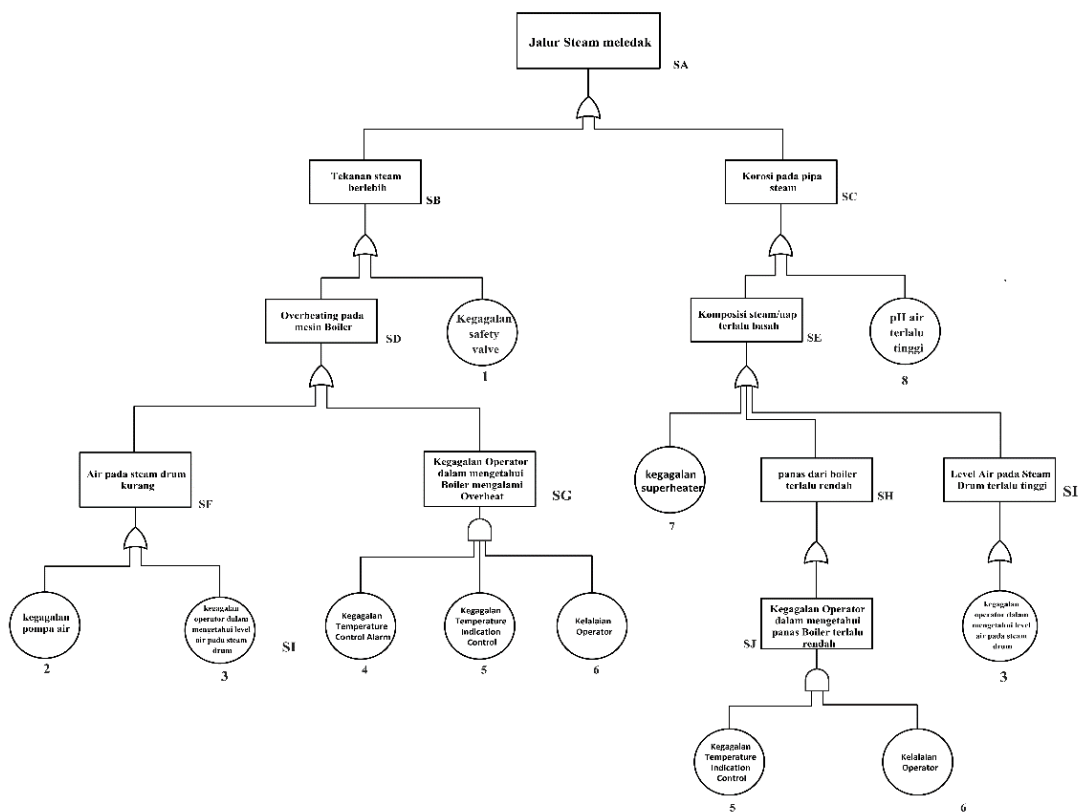 Jalur Steam meledak
SA
Tekanan steam
berlebih
SB
Korosi pada pipa
steam
SC
Overheating pada
mesin Boiler
SD
Kegagalan
safety
valve
1
Komposisi steam/uap
terlalu basah
SE
pH air
terlalu
tinggi
8
Air pada steam drum
kurang
SF
Kegagalan Operator
dalam mengetahui
Boiler mengalami
Overheat
SG
kegagalan
superheater
7
panas dari boiler
terlalu rendah
SH
Level Air pada Steam
Drum terlalu tinggi
SI
kegagalan
pompa air
2
kegagalan
operator dalam
mengetahui level
air pada steam
drum
3
SI
Kegagalan
Temperature
Control Alarm
4
Kegagalan
Temperature
Indication
Control
5
Kelalaian
Operator
6
Kegagalan Operator
dalam mengetahui
panas Boiler terlalu
rendah
SJ
kegagalan
operator dalam
mengetahui level air
pada steam
drum
3
Kegagalan
Temperature
Indication
Control
5
Kelalaian
Operator
6